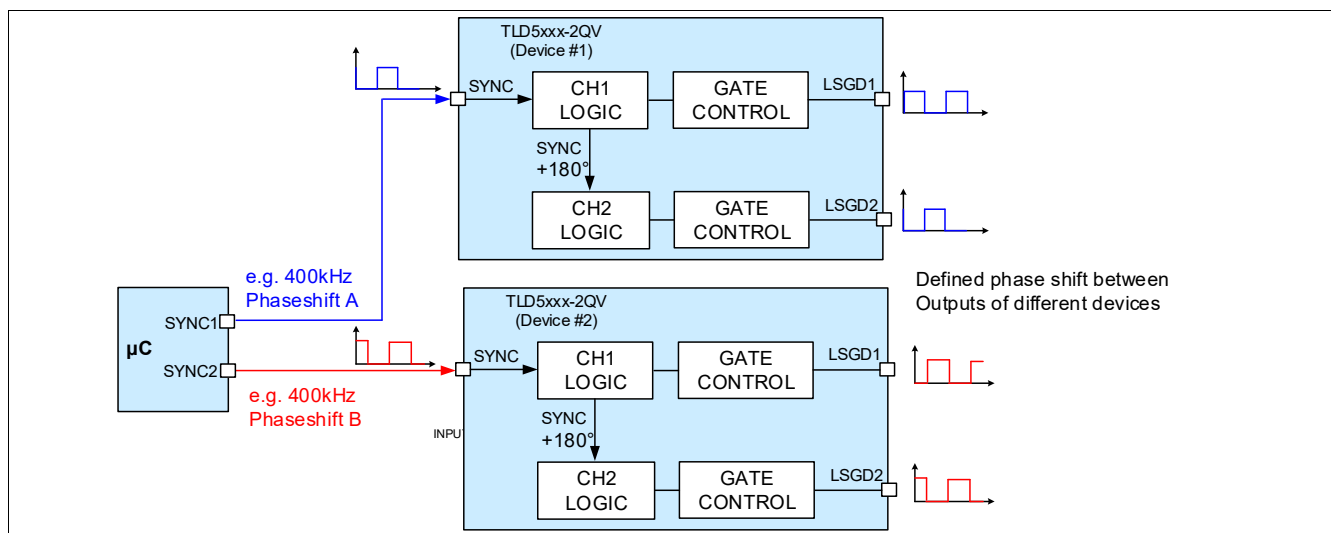 TLD5xxx-2QV
(Device #1)
SYNC
CH1
LOGIC
GATE
CONTROL
LSGD1
SYNC
+180°
CH2
LOGIC
GATE
CONTROL
LSGD2
e.g. 400kHz
Phaseshift A
µC
SYNC1
SYNC2
e.g. 400kHz
Phaseshift B
Defined phase shift between
Outputs of different devices
TLD5xxx-2QV
(Device #2)
SYNC
CH1
LOGIC
GATE
CONTROL
LSGD1
INPUT
SYNC
+180°
CH2
LOGIC
GATE
CONTROL
LSGD2